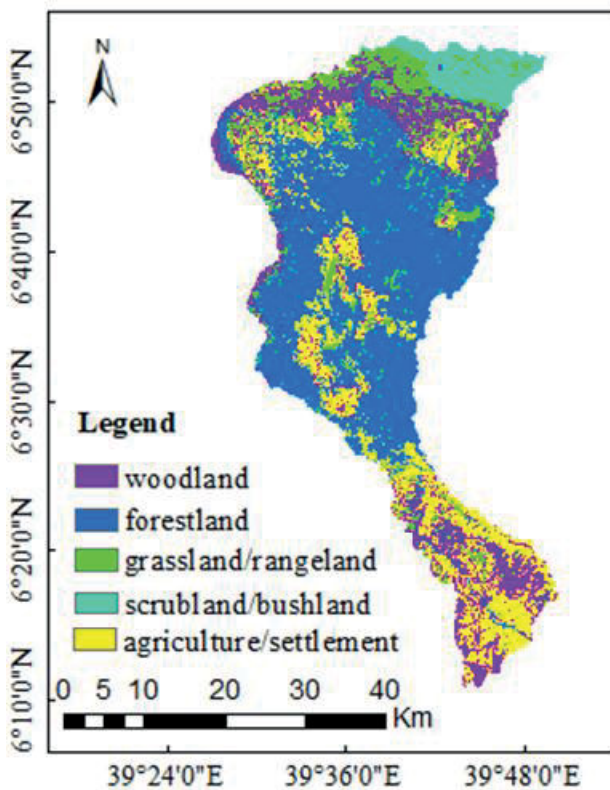 N
6°50'0"N
6°40'0"N
6°30'0"N
6°20'0"N
6°10'0"N
Legend
woodland
forestland
grassland/rangeland
scrubland/bushland
agriculture/settlement
0 5 10 20 30 40
Km
39°24'0"E 39°36'0"E 39°48'0"E